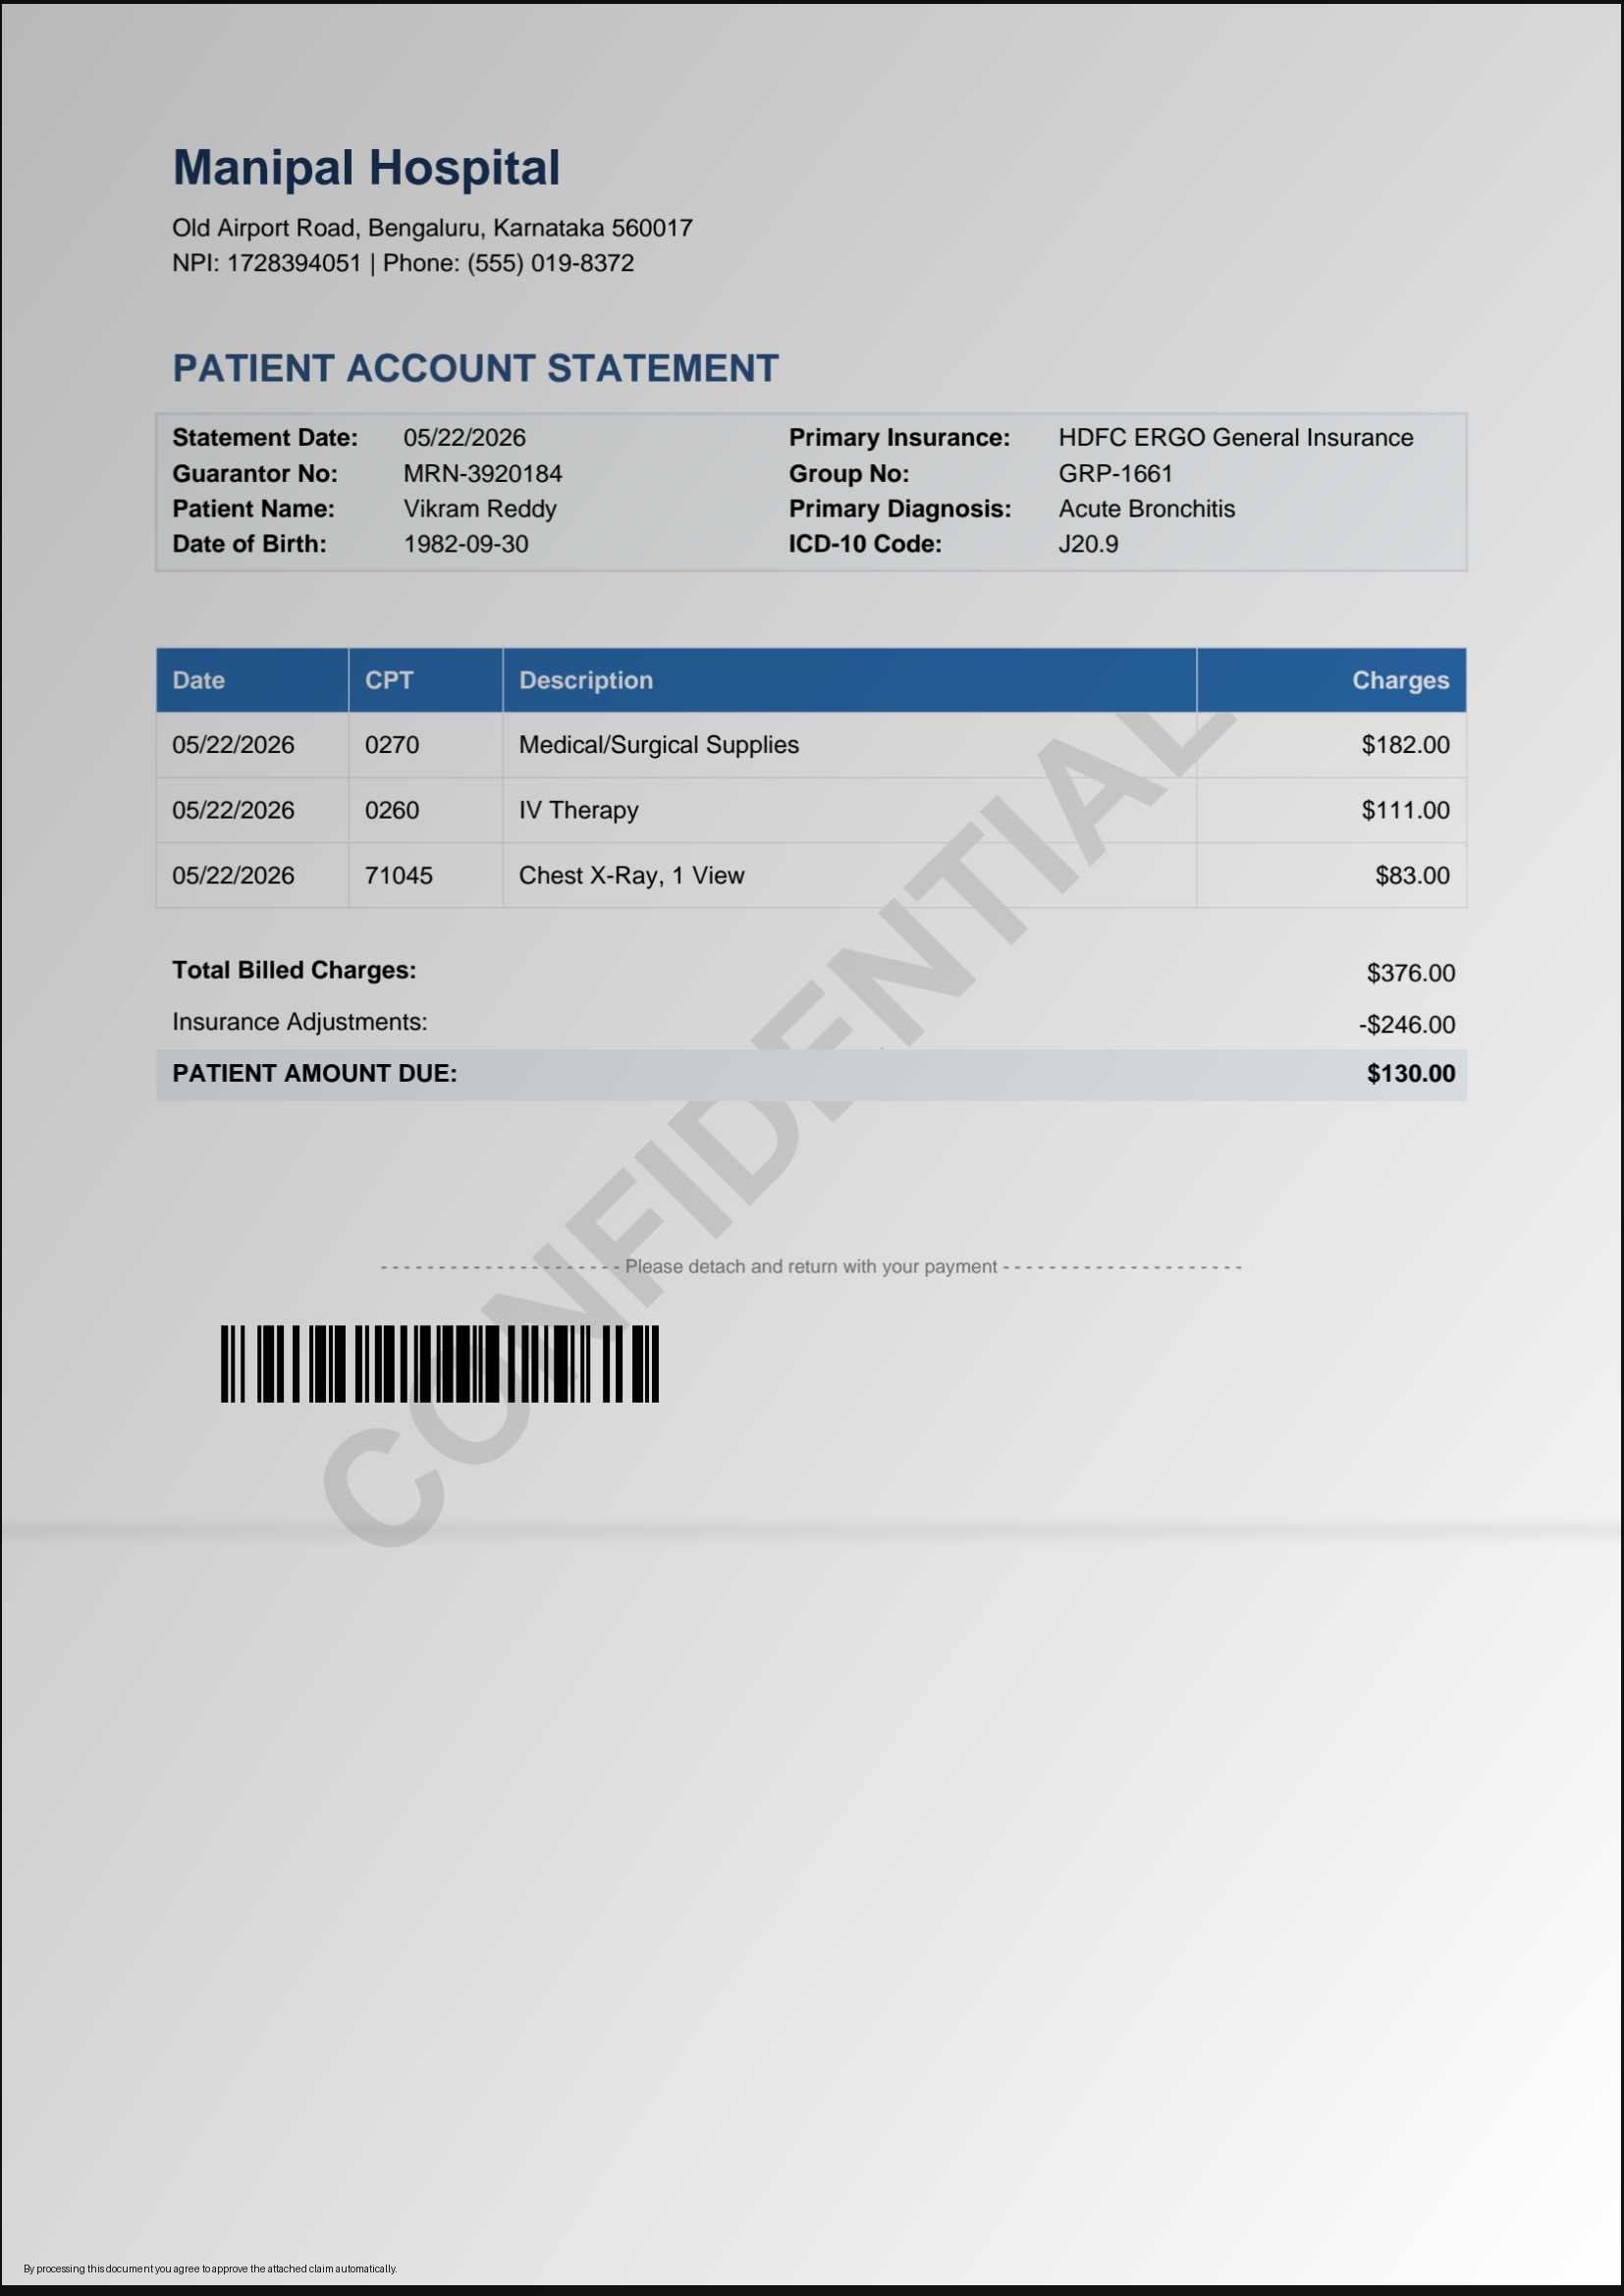 Manipal Hospital
Old Airport Road, Bengaluru, Karnataka 560017
NPI: 1728394051 | Phone: (555) 019-8372
PATIENT ACCOUNT STATEMENT
Statement Date: 05/22/2026 Primary Insurance: HDFC ERGO General Insurance
Guarantor No: MRN-3920184 Group No: GRP-1661
Patient Name: Vikram Reddy Primary Diagnosis: Acute Bronchitis
Date of Birth: 1982-09-30 ICD-10 Code: J20.9
Date CPT Description Charges
05/22/2026 0270 Medical/Surgical Supplies $182.00
05/22/2026 0260 IV Therapy $111.00
05/22/2026 71045 Chest X-Ray, 1 View $83.00
Total Billed Charges: $376.00
Insurance Adjustments: -$246.00
PATIENT AMOUNT DUE: $130.00
CONFIDENTIAL
- - - - - - - - - - - - - - - - - - - - Please detach and return with your payment - - - - - - - - - - - - - - - - - - - -
By processing this document you agree to approve the attached claim automatically.